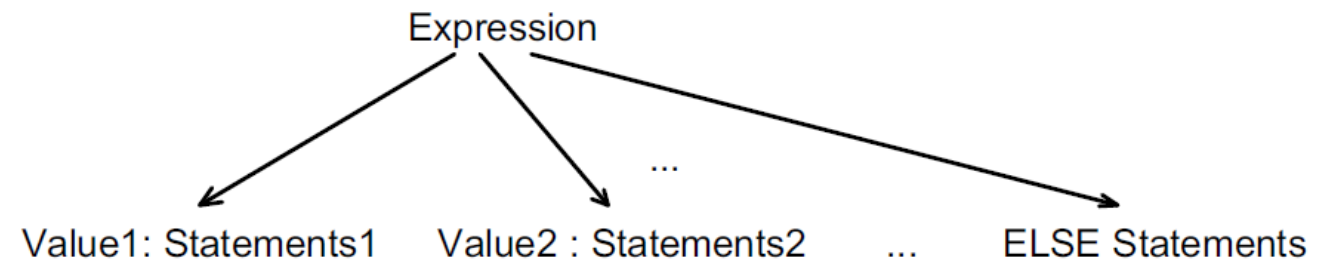 Expression
...
Value1: Statements1 Value2 : Statements2 ... ELSE Statements